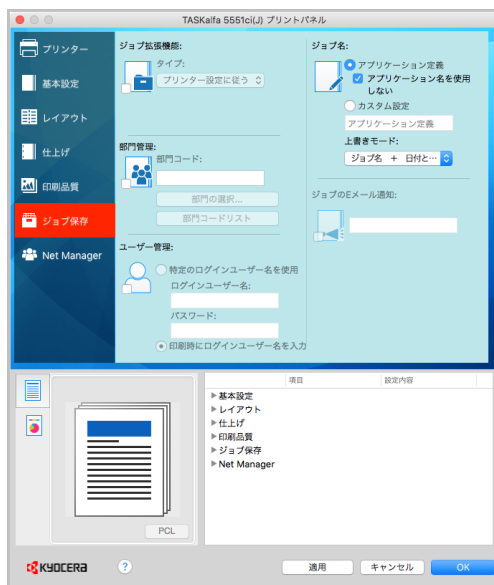 TASKalfa 5551ci(J) プリントパネル
プリンター
基本設定
レイアウト
仕上げ
印刷品質
ジョブ保存
Net Manager
ジョブ拡張機能:
タイプ:
プリンター設定に従う
部門管理:
部門コード:
部門の選択...
部門コードリスト
ユーザー管理:
特定のログインユーザー名を使用
ログインユーザー名:
パスワード:
印刷時にログインユーザー名を入力
ジョブ名:
アプリケーション定義
アプリケーション名を使用
しない
カスタム設定
アプリケーション定義
上書きモード:
ジョブ名 + 日付と…
ジョブのEメール通知:
項目
設定内容
基本設定
レイアウト
仕上げ
印刷品質
ジョブ保存
Net Manager
PCL
KYOCERA
?
適用
キャンセル
OK